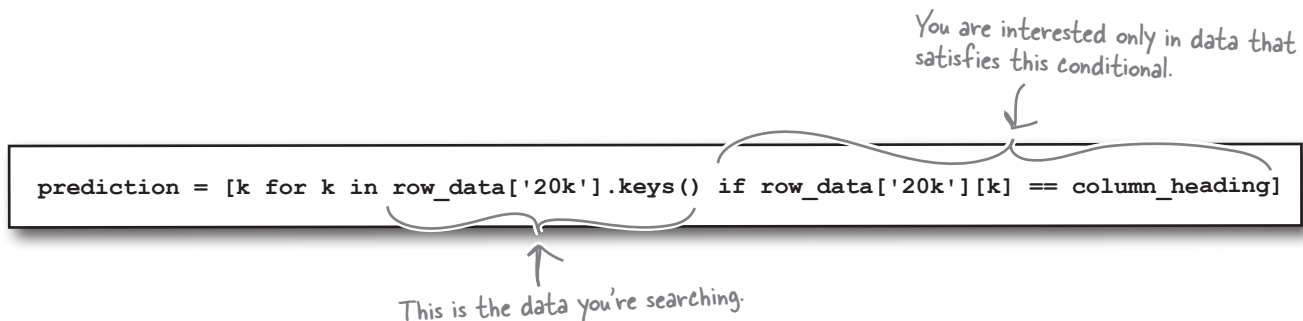 You are interested only in data that
satisfies this conditional.
prediction = [k for k in row_data['20k'].keys() if row_data['20k'][k] == column_heading]
This is the data you're searching.